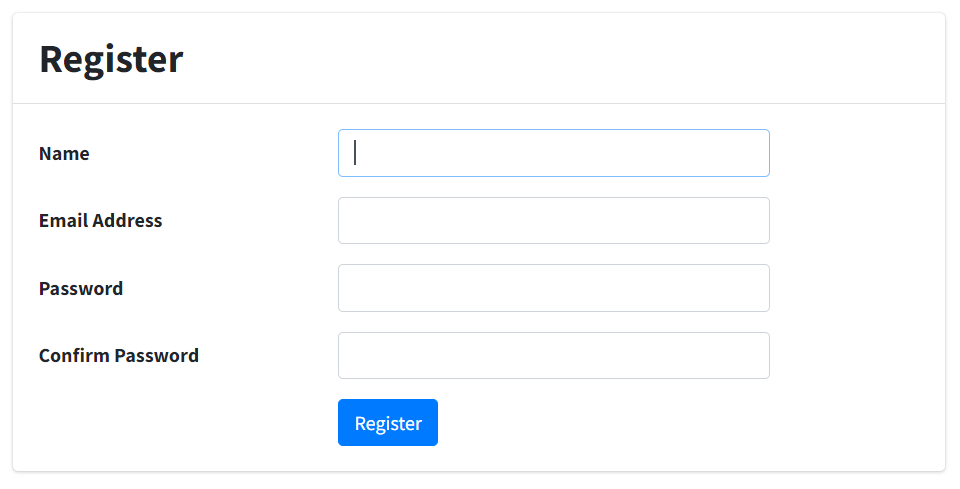 Register
Name
Email Address
Password
Confirm Password
Register